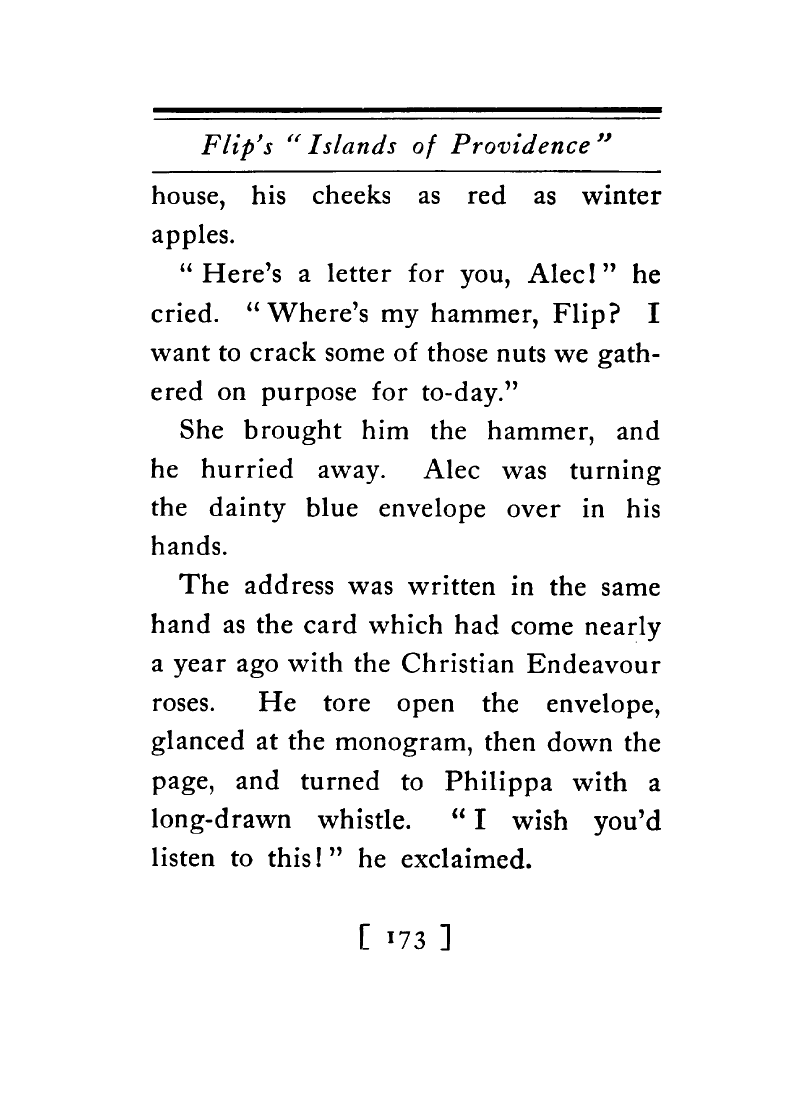 Flip's "Islands of Providence"
house, his cheeks as red as winter
apples.
"Here's a letter for you, Alec!" he
cried. "Where's my hammer, Flip? I
want to crack some of those nuts we gath-
ered on purpose for to-day."
She brought him the hammer, and
he hurried away. Alec was turning
the dainty blue envelope over in his
hands.
The address was written in the same
hand as the card which had come nearly
a year ago with the Christian Endeavour
roses. He tore open the envelope,
glanced at the monogram, then down the
page, and turned to Philippa with a
long-drawn whistle. "I wish you'd
listen to this!" he exclaimed.
[ 173 ]